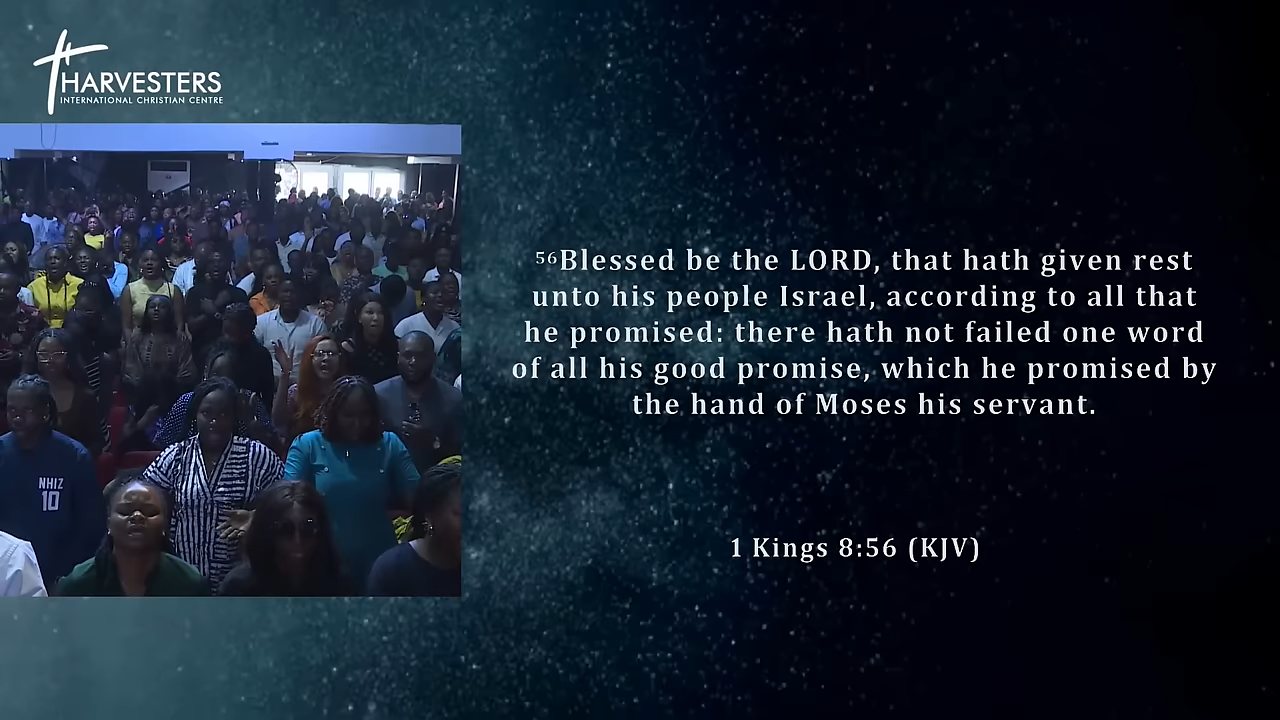 HARVESTERS
INTERNATIONAL CHRISTIAN CENTRE
NHIZ
10
56Blessed be the LORD, that hath given rest
unto his people Israel, according to all that
he promised: there hath not failed one word
of all his good promise, which he promised by
the hand of Moses his servant.
1 Kings 8:56 (KJV)